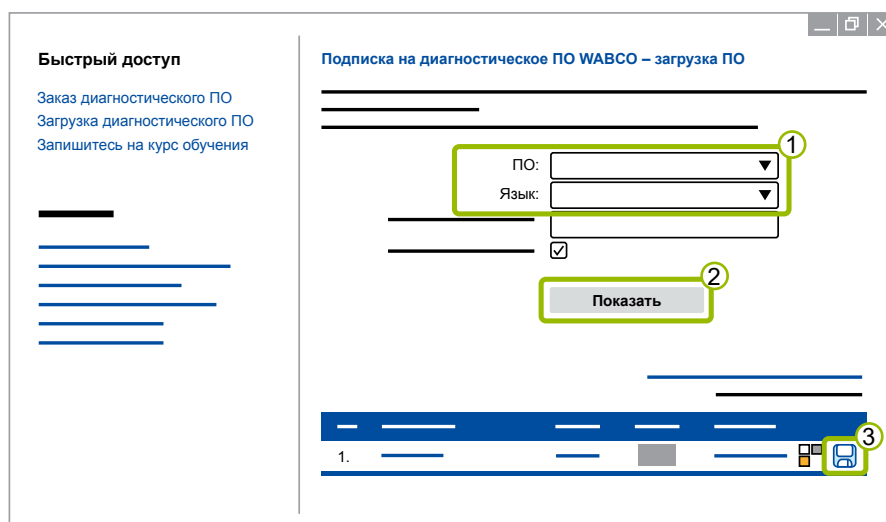 Быстрый доступ
Заказ диагностического ПО
Загрузка диагностического ПО
Запишитесь на курс обучения
Подписка на диагностическое ПО WABCO – загрузка ПО
1
ПО:
Язык:
2
Показать
3
1.